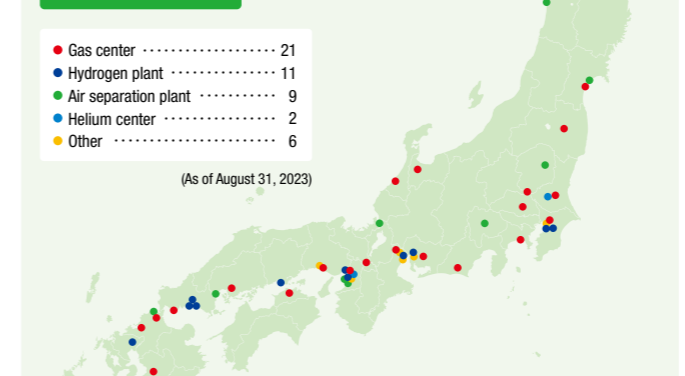 Gas center ················ 21
Hydrogen plant ············· 11
Air separation plant ·········· 9
Helium center ·············· 2
Other ···················· 6
(As of August 31, 2023)